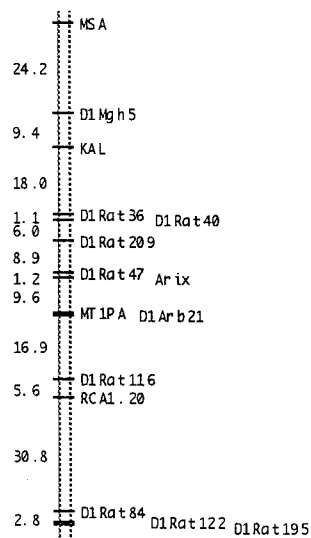 MSA
24.2
D1Mgh5
9.4
KAL
18.0
1.1 D1Rat36 D1Rat40
6.0
D1Rat209
8.9
1.2 D1Rat47 Arix
9.6
MT1PA D1Arb21
16.9
D1Rat116
5.6
RCA1.20
30.8
D1Rat84
2.8 D1Rat122 D1Rat195